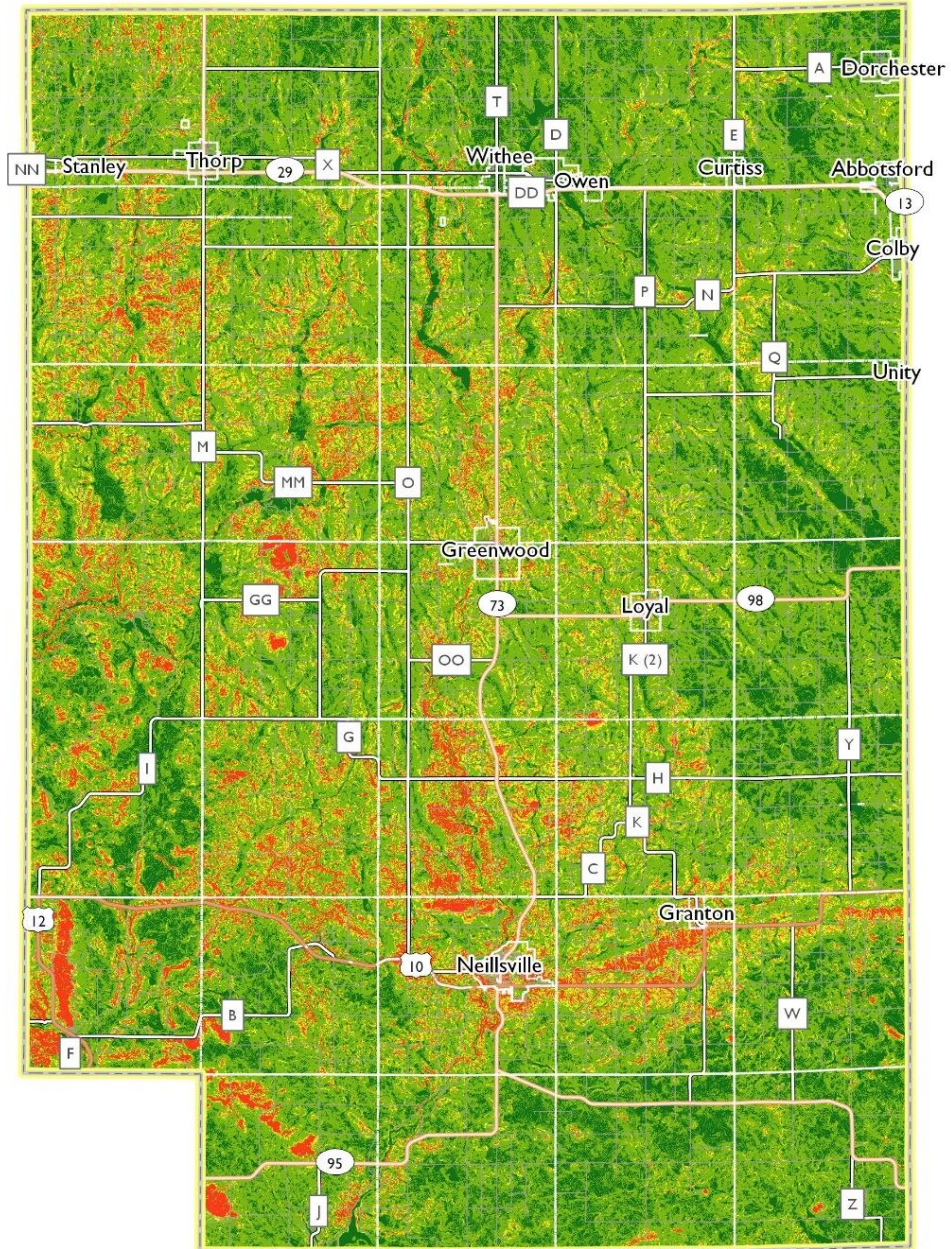 A
Dorchester
T
D
E
NN
Stanley
Thorp
29
X
Withee
DD
Owen
Curtiss
Abbotsford
13
Colby
P
N
Q
Unity
M
MM
O
Greenwood
GG
73
Loyal
98
OO
K (2)
G
I
H
Y
K
C
12
Granton
10
Neillsville
B
W
F
95
J
Z